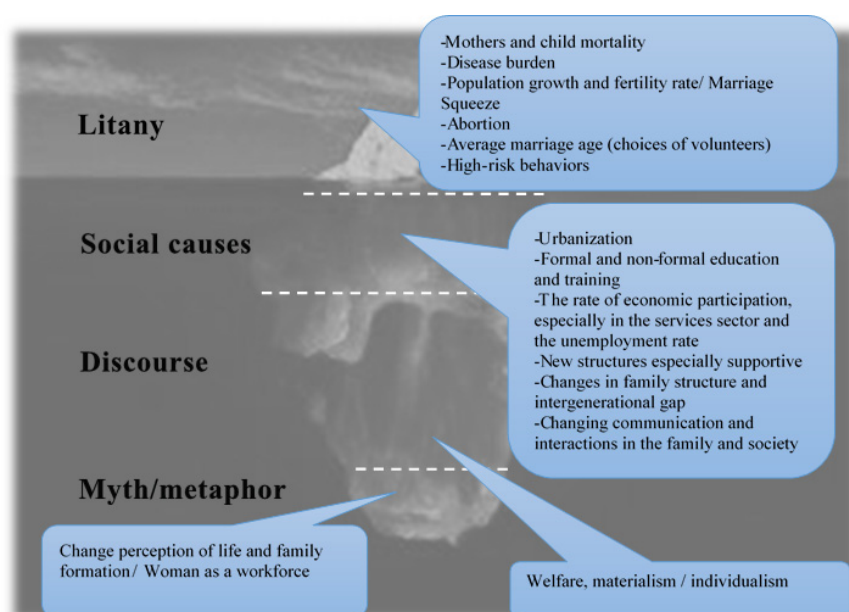 -Mothers and child mortality
-Disease burden
-Population growth and fertility rate/ Marriage
Squeeze
-Abortion
-Average marriage age (choices of volunteers)
-High-risk behaviors
Litany
Social causes
-Urbanization
-Formal and non-formal education
and training
-The rate of economic participation,
especially in the services sector and
the unemployment rate
-New structures especially supportive
-Changes in family structure and
intergenerational gap
-Changing communication and
interactions in the family and society
Discourse
Myth/metaphor
Change perception of life and family
formation/ Woman as a workforce
Welfare, materialism / individualism